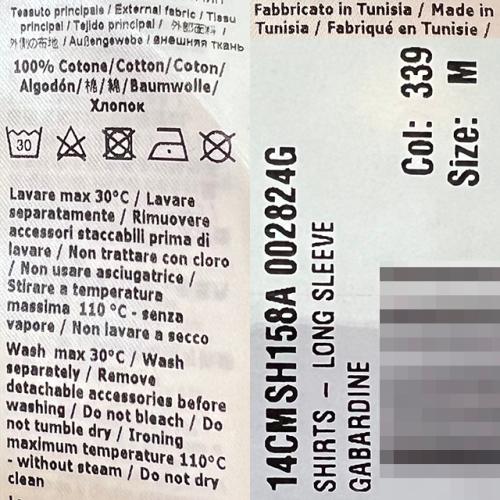 Tessuto principale / External fabric / Tissu
principal / Tejido principal / 外部面料 /
外側の布地 / Außengewebe / внешняя ткань
100% Cotone/Cotton/Coton/
Algodón/棉/綿/Baumwolle/
Хлопок
30
Lavare max 30°C / Lavare
separatamente / Rimuovere
accessori staccabili prima di
lavare / Non trattare con cloro
/ Non usare asciugatrice /
Stirare a temperatura
massima 110 °C - senza
vapore / Non lavare a secco
Wash max 30°C / Wash
separately / Remove
detachable accessories before
washing / Do not bleach / Do
not tumble dry / Ironing
maximum temperature 110°C
- without steam / Do not dry
clean
Fabbricato in Tunisia / Made in
Tunisia / Fabriqué en Tunisie /
Col: 339
Size: M
14CMSH158A 002824G
SHIRTS - LONG SLEEVE
GABARDINE